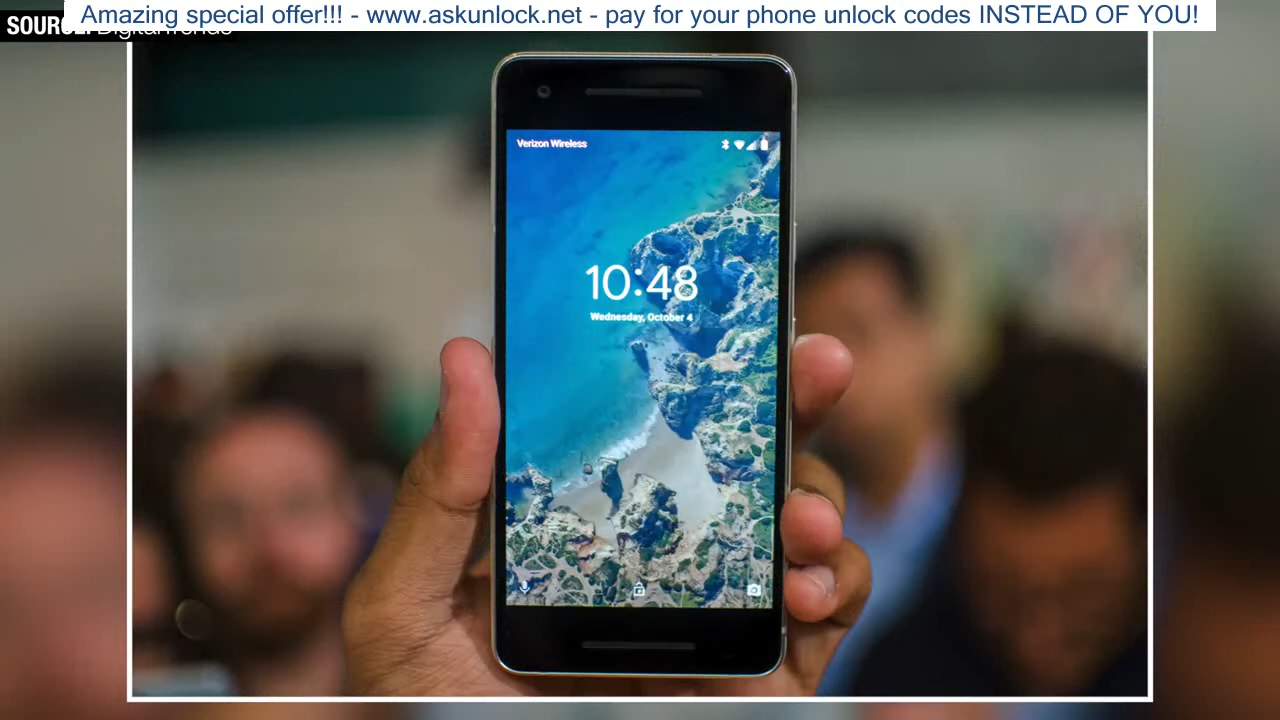 Amazing special offer!!! - www.askunlock.net - pay for your phone unlock codes INSTEAD OF YOU!
SOURCE: DigitalTrends
Verizon Wireless
10:48
Wednesday, October 4